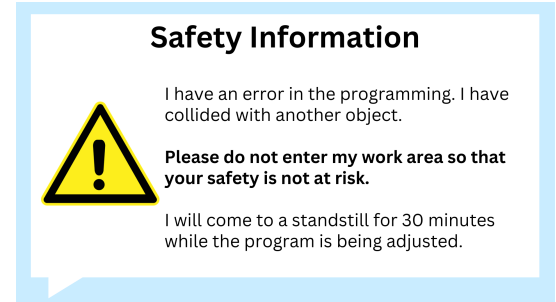 Safety Information
I have an error in the programming. I have
collided with another object.
Please do not enter my work area so that
your safety is not at risk.
I will come to a standstill for 30 minutes
while the program is being adjusted.